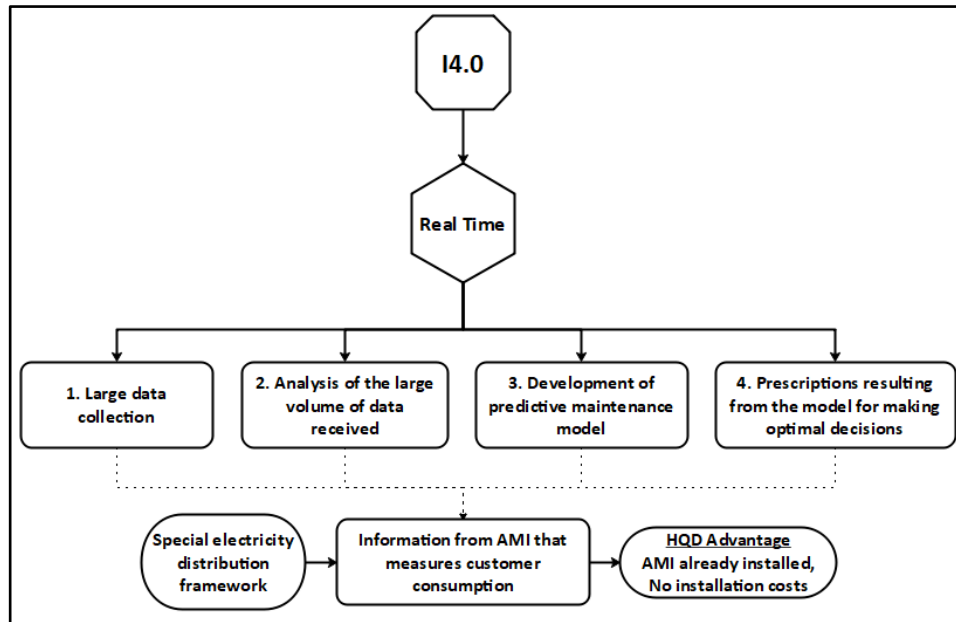 I4.0
Real Time
1. Large data
collection
2. Analysis of the large
volume of data
received
3. Development of
predictive maintenance
model
4. Prescriptions resulting
from the model for making
optimal decisions
Special electricity
distribution
framework
Information from AMI that
measures customer
consumption
HQD Advantage
AMI already installed,
No installation costs